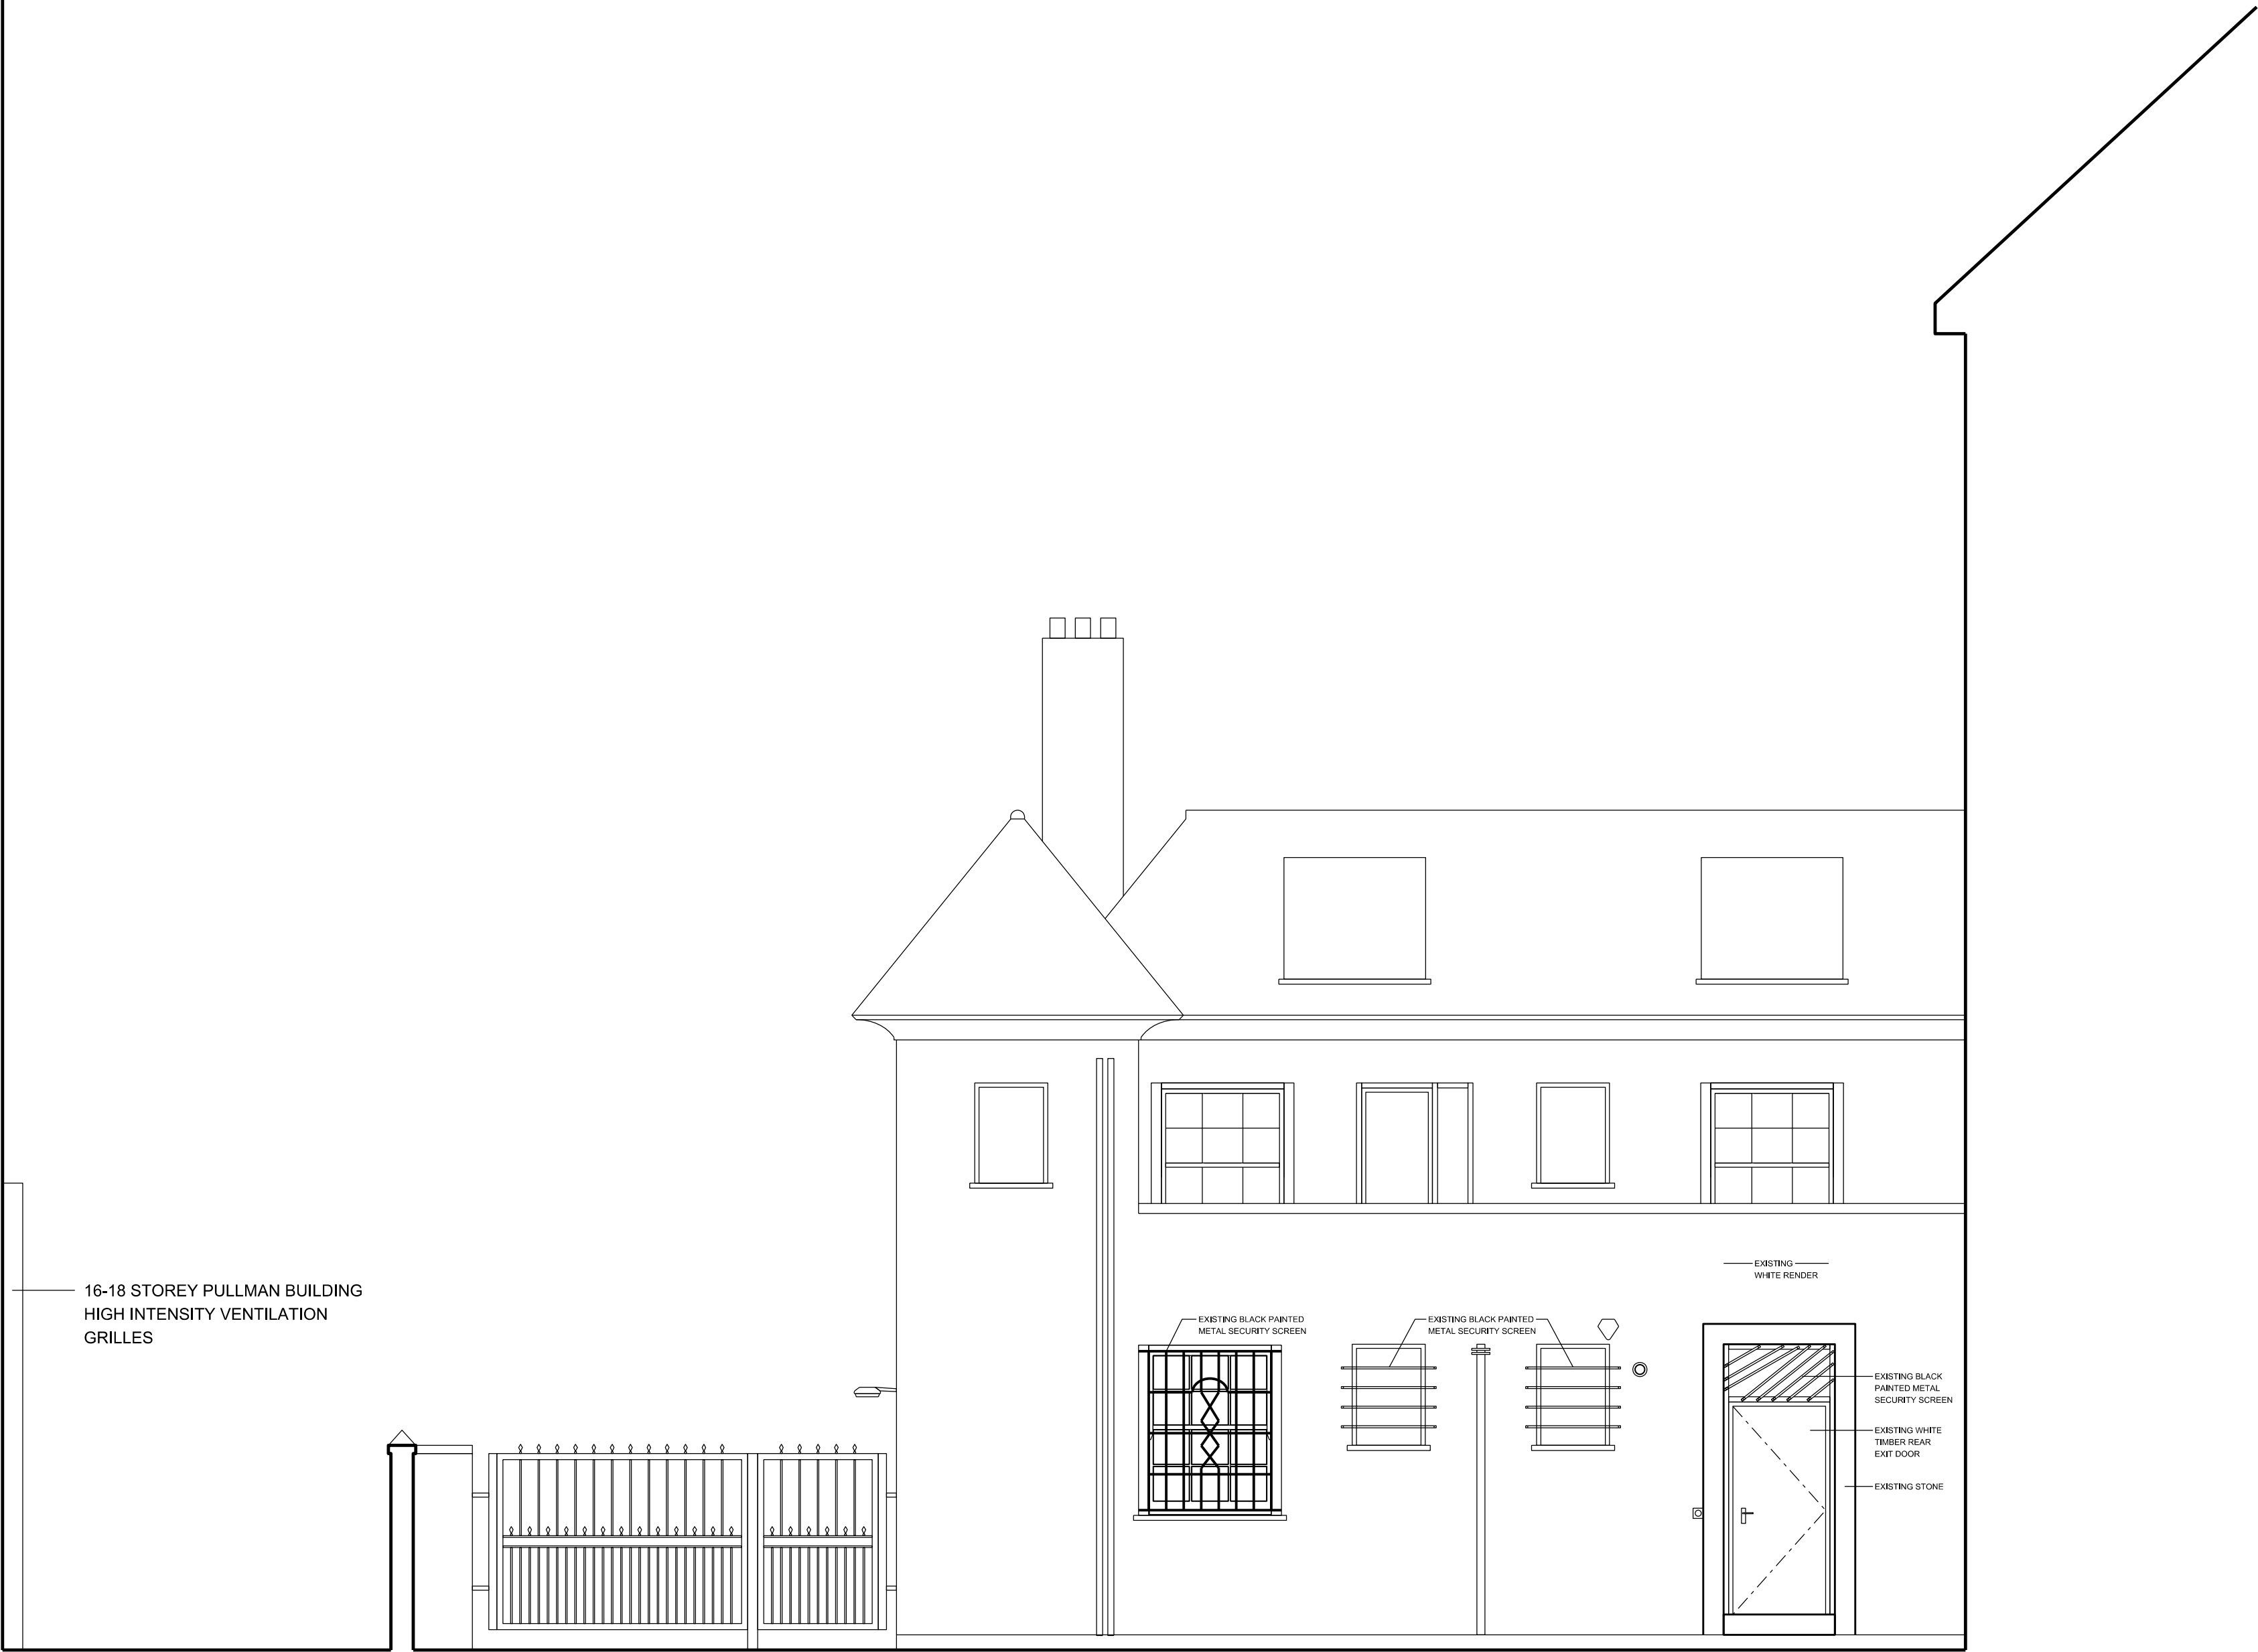 16-18 STOREY PULLMAN BUILDING
HIGH INTENSITY VENTILATION
GRILLES
EXISTING
WHITE RENDER
EXISTING BLACK PAINTED
METAL SECURITY SCREEN
EXISTING BLACK PAINTED
METAL SECURITY SCREEN
EXISTING BLACK
PAINTED METAL
SECURITY SCREEN
EXISTING WHITE
TIMBER REAR
EXIT DOOR
EXISTING STONE